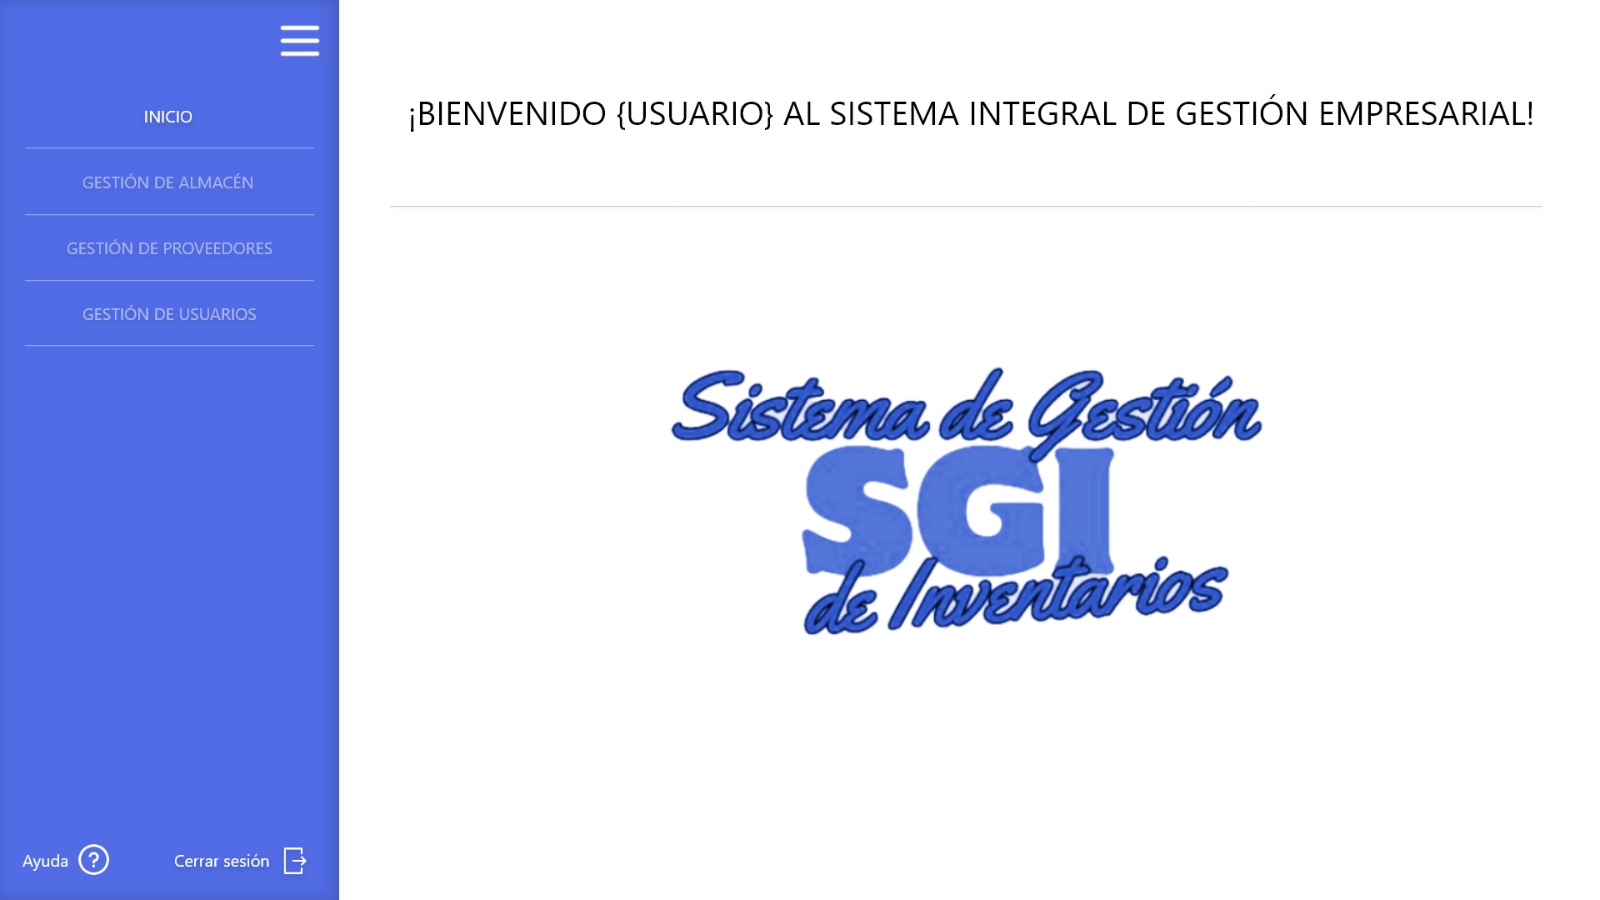 INICIO
GESTIÓN DE ALMACÉN
GESTIÓN DE PROVEEDORES
GESTIÓN DE USUARIOS
Ayuda ?
Cerrar sesión
¡BIENVENIDO {USUARIO} AL SISTEMA INTEGRAL DE GESTIÓN EMPRESARIAL!
Sistema de Gestión
SGI
de Inventarios